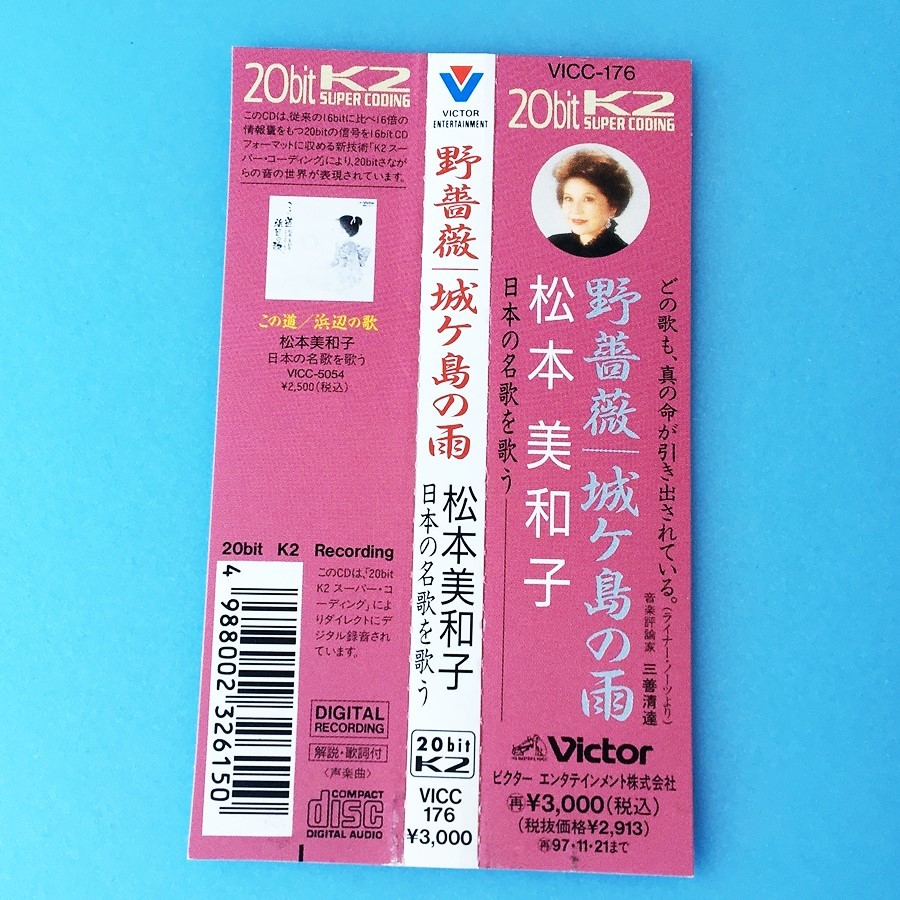 20bit K2
SUPER CODING
このCDは、従来の16bitに比べ16倍の
情報量をもつ20bitの信号を16bit CD
フォーマットに収める新技術「K2 スー
パー・コーディング」により、20bitさなが
らの音の世界が表現されています。
この道／浜辺の歌
松本美和子
日本の名歌を歌う
VICC-5054
¥2,500(税込)
20bit K2 Recording
このCDは、「20bit
K2 スーパー・コ
ーディング」によ
りダイレクトにデ
ジタル録音され
ています。
4 988002 326150
DIGITAL
RECORDING
解説・歌詞付
〈声楽曲〉
COMPACT
disc
DIGITAL AUDIO
VICTOR
ENTERTAINMENT
野薔薇｜城ケ島の雨
松本美和子
日本の名歌を歌う
20bit
K2
VICC
176
¥3,000
VICC-176
20bit K2
SUPER CODING
どの歌も、真の命が引き出されている。
(ライナー・ノーツより)
音楽評論家 三善清達
野薔薇｜城ケ島の雨
松本美和子
日本の名歌を歌う
Victor
ビクター エンタテインメント株式会社
再¥3,000(税込)
(税抜価格¥2,913)
再97・11・21まで